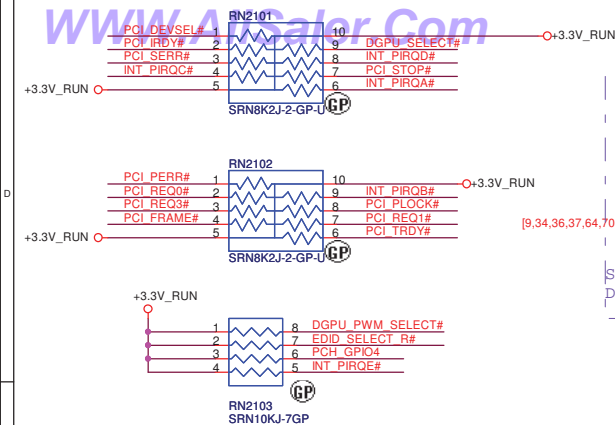 WWW.AliSaler.Com
RN2101
PCI_DEVSEL# 1 10 +3.3V_RUN
PCI_IRDY# 2 9 DGPU_SELECT#
PCI_SERR# 3 8 INT_PIRQD#
INT_PIRQC# 4 7 PCI_STOP#
+3.3V_RUN 5 6 INT_PIRQA#
SRN8K2J-2-GP-U GP
RN2102
PCI_PERR# 1 10 +3.3V_RUN
PCI_REQ0# 2 9 INT_PIRQB#
PCI_REQ3# 3 8 PCI_PLOCK#
PCI_FRAME# 4 7 PCI_REQ1#
+3.3V_RUN 5 6 PCI_TRDY#
SRN8K2J-2-GP-U GP
D
[9,34,36,37,64,70
S
D
+3.3V_RUN
1 8 DGPU_PWM_SELECT#
2 7 EDID_SELECT_R#
3 6 PCH_GPIO4
4 5 INT_PIRQE#
GP
RN2103
SRN10KJ-7GP